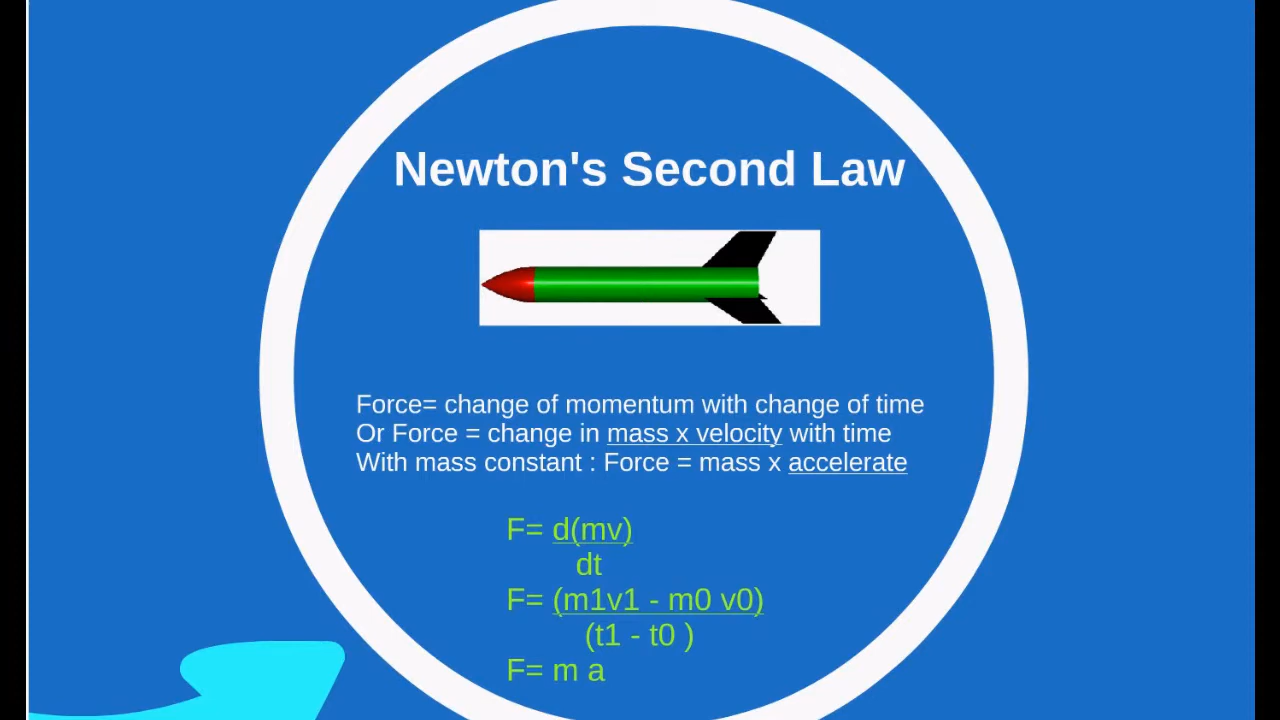 Newton's Second Law
Force= change of momentum with change of time
Or Force = change in mass x velocity with time
With mass constant : Force = mass x accelerate
F= d(mv)
dt
F= (m1v1 - m0 v0)
(t1 - t0 )
F= m a